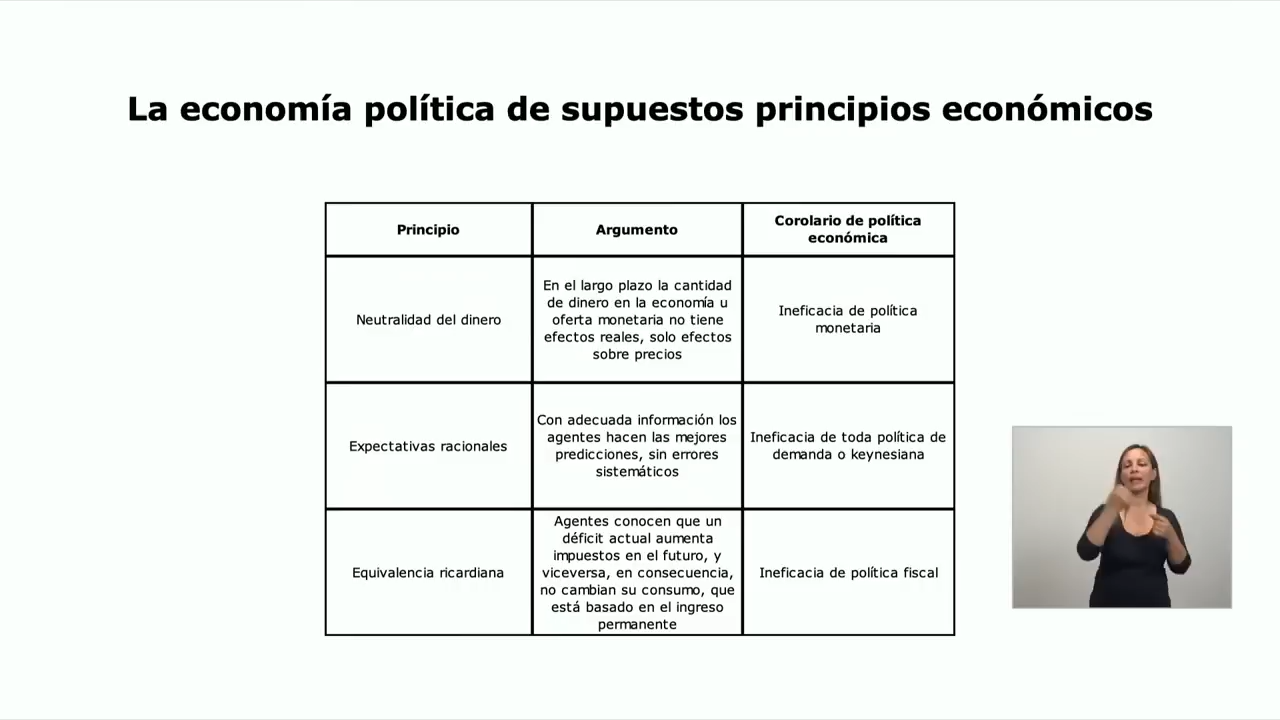 La economía política de supuestos principios económicos
Principio
Argumento
Corolario de política
económica
Neutralidad del dinero
En el largo plazo la cantidad
de dinero en la economía u
oferta monetaria no tiene
efectos reales, solo efectos
sobre precios
Ineficacia de política
monetaria
Expectativas racionales
Con adecuada información los
agentes hacen las mejores
predicciones, sin errores
sistemáticos
Ineficacia de toda política de
demanda o keynesiana
Equivalencia ricardiana
Agentes conocen que un
déficit actual aumenta
impuestos en el futuro, y
viceversa, en consecuencia,
no cambian su consumo, que
está basado en el ingreso
permanente
Ineficacia de política fiscal